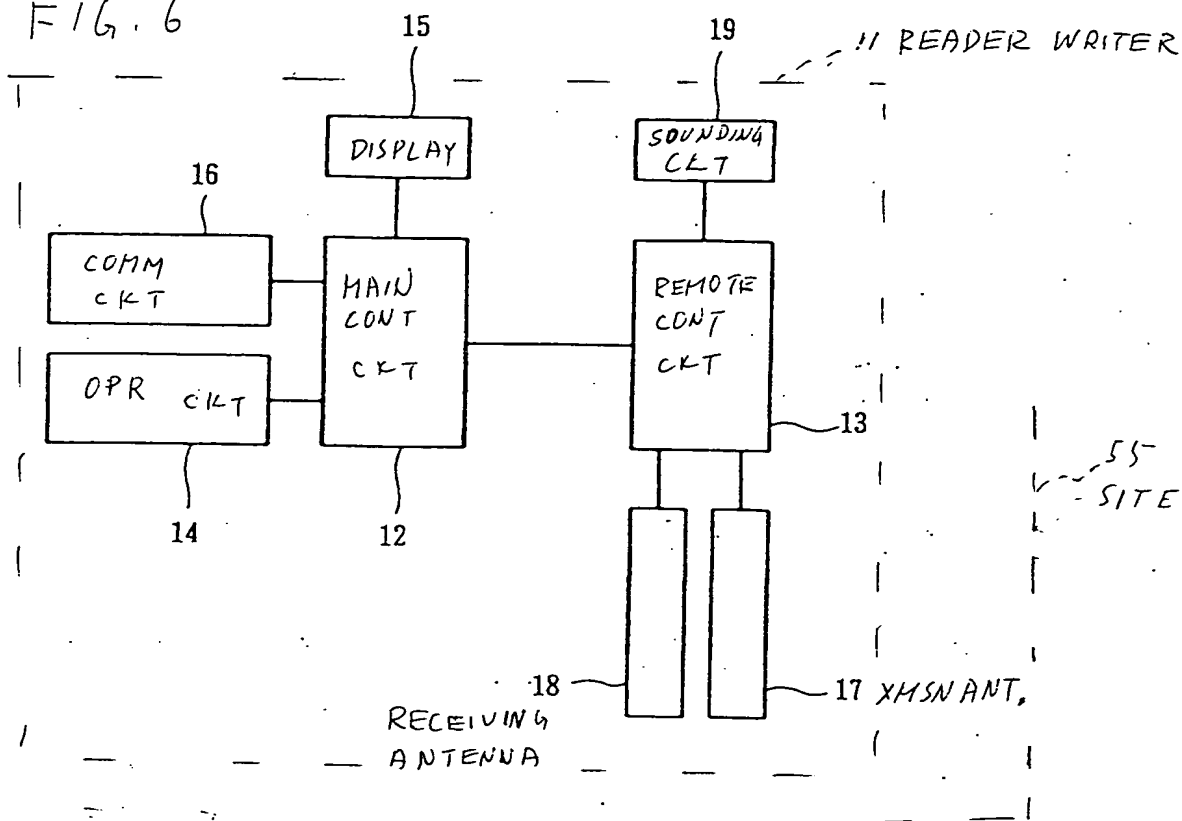 FIG. 6
15
19
11 READER WRITER
DISPLAY
SOUNDING
CKT
16
COMM
CKT
MAIN
CONT
CKT
REMOTE
CONT
CKT
OPR CKT
13
55
SITE
14
12
18
17 XMSN ANT.
RECEIVING
ANTENNA